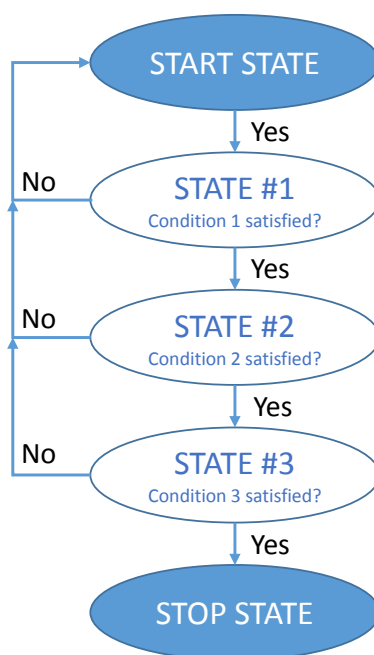 START STATE
Yes
No
STATE #1
Condition 1 satisfied?
Yes
No
STATE #2
Condition 2 satisfied?
Yes
No
STATE #3
Condition 3 satisfied?
Yes
STOP STATE